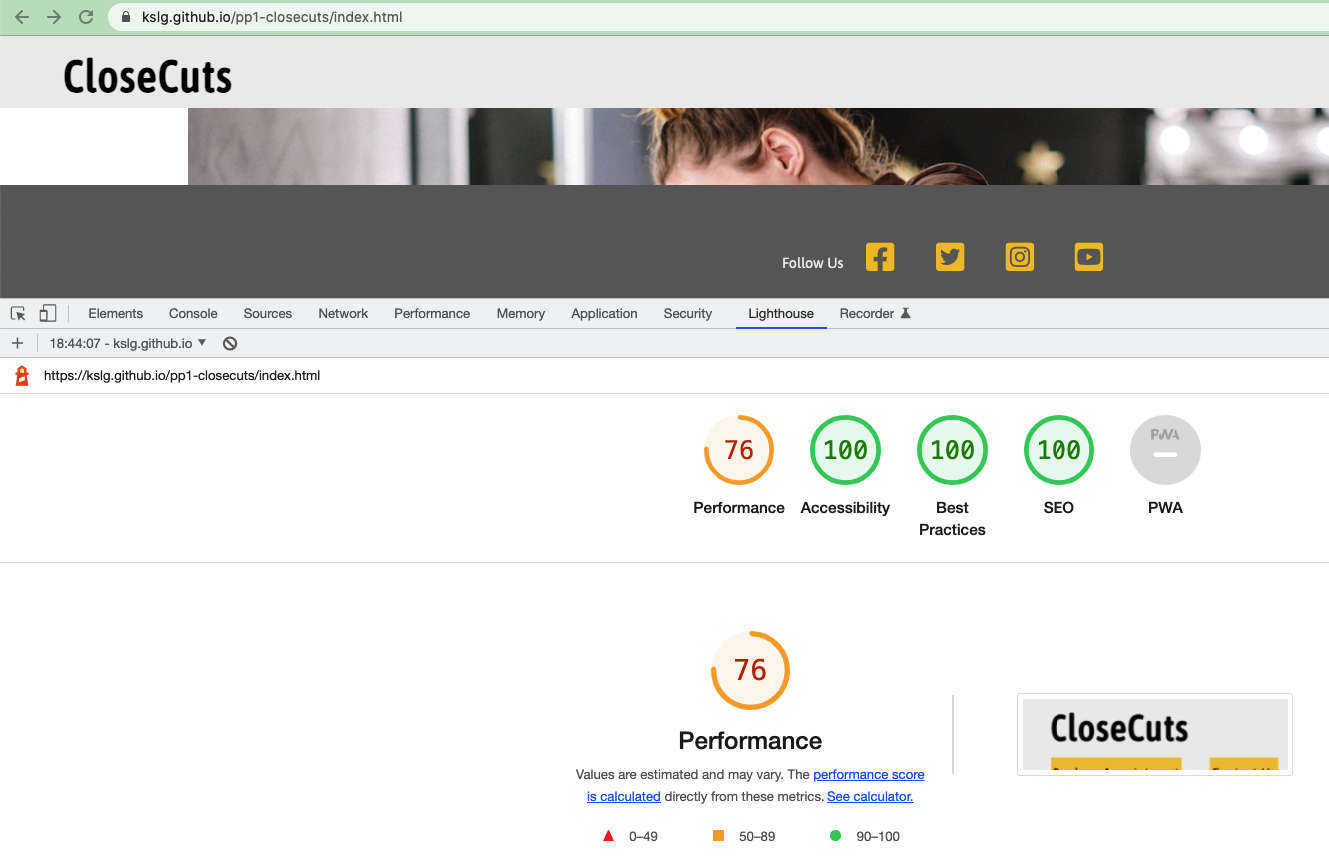 kslg.github.io/pp1-closecuts/index.html
CloseCuts
Follow Us
Elements Console Sources Network Performance Memory Application Security Lighthouse Recorder
18:44:07 - kslg.github.io
https://kslg.github.io/pp1-closecuts/index.html
76 100 100 100 PWA
Performance Accessibility Best Practices SEO PWA
76
Performance
Values are estimated and may vary. The performance score
is calculated directly from these metrics. See calculator.
0–49 50–89 90–100
CloseCuts